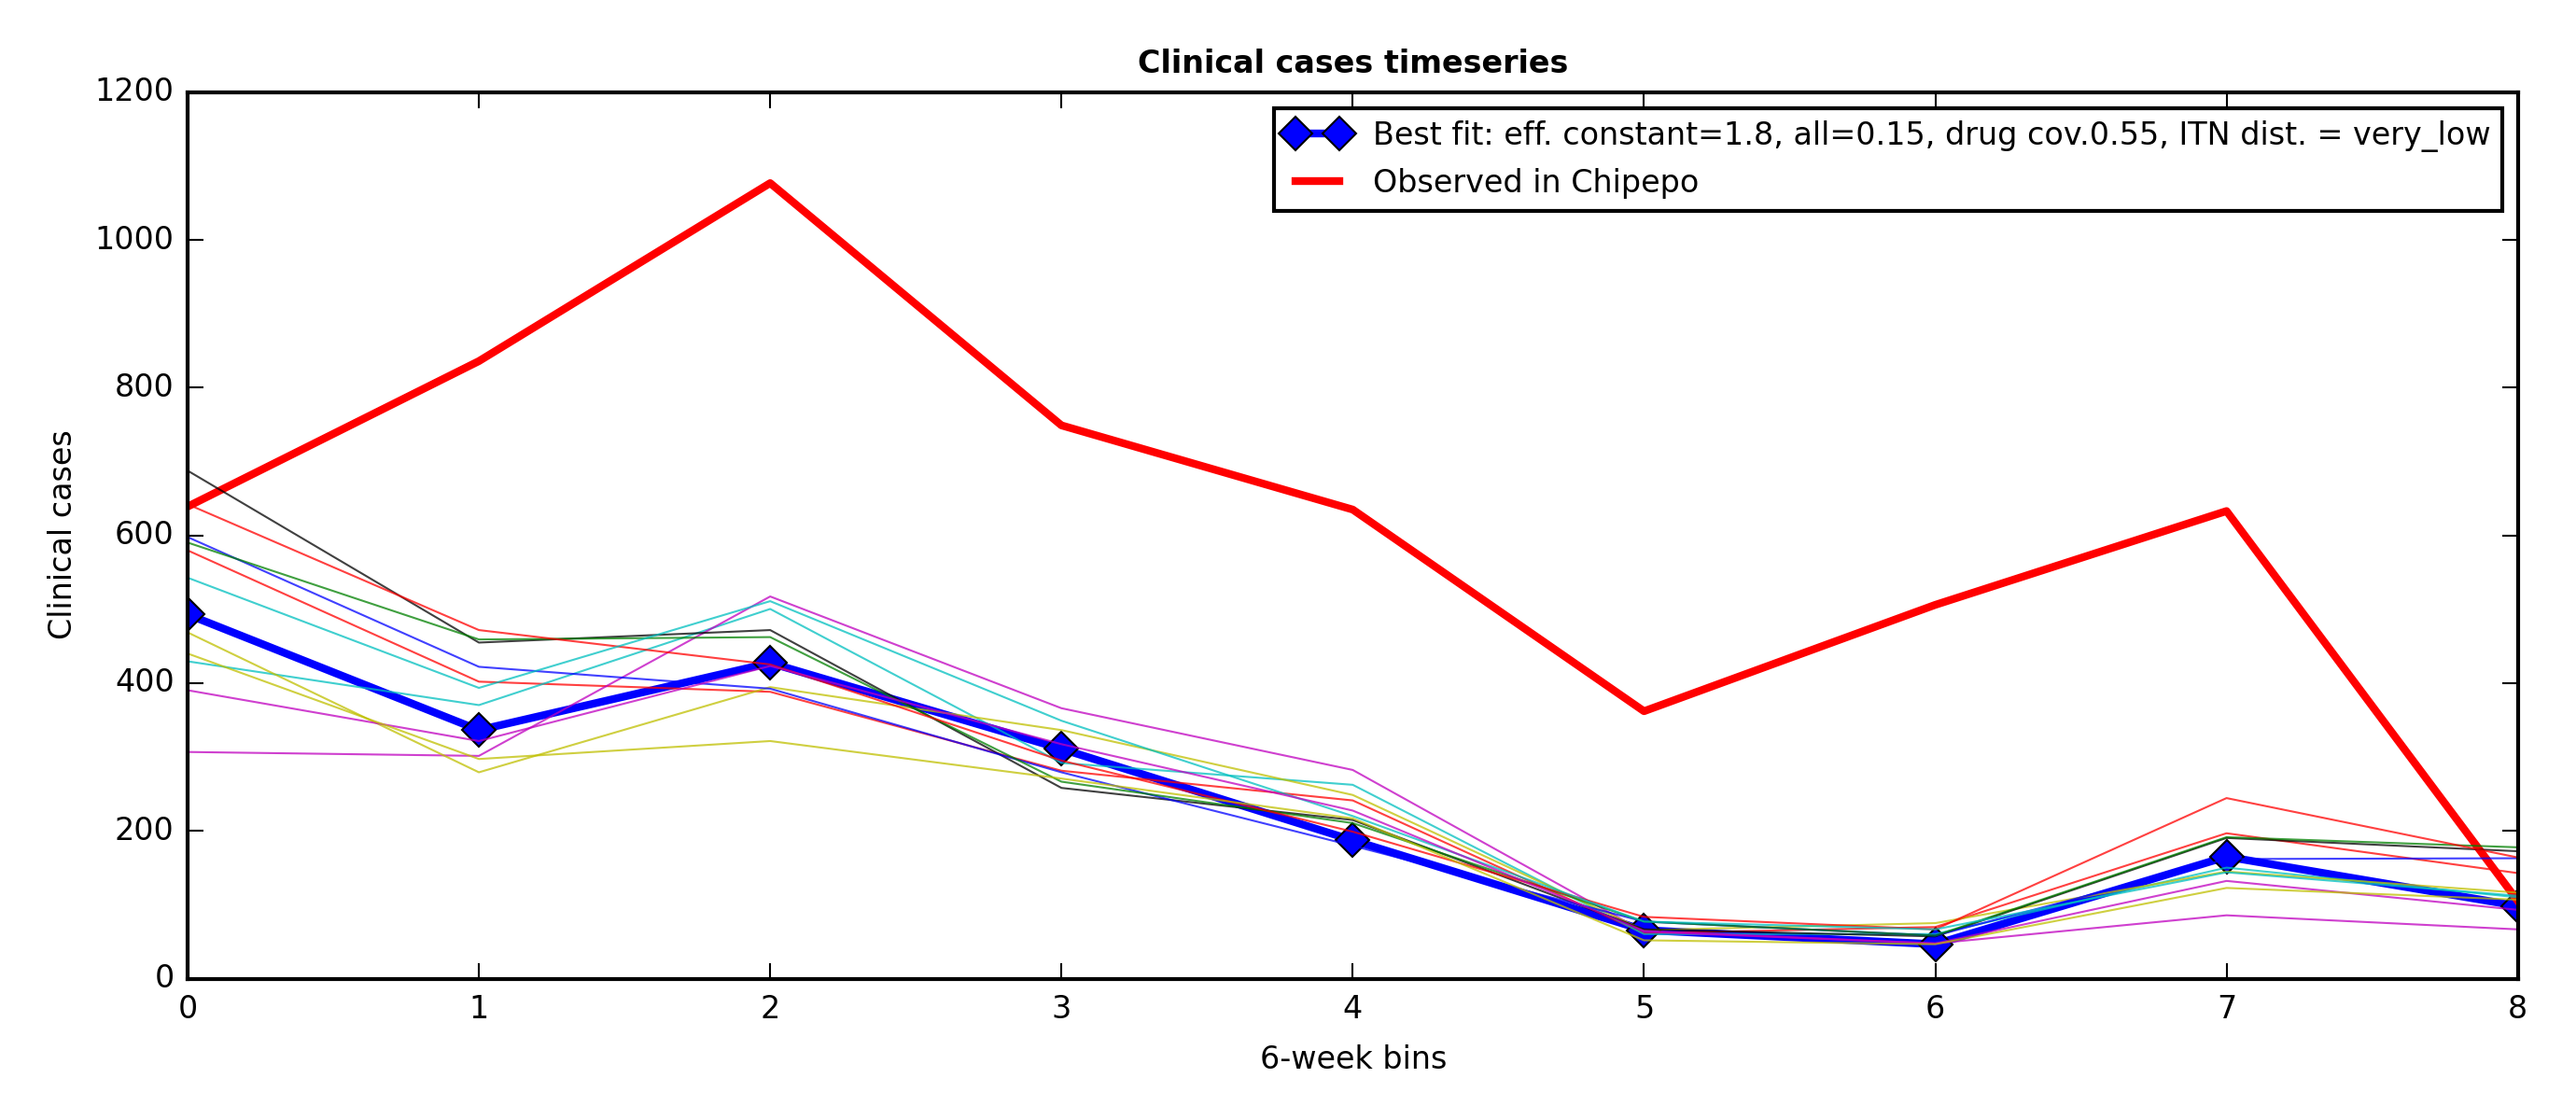 Clinical cases timeseries
Best fit: eff. constant=1.8, all=0.15, drug cov.0.55, ITN dist. = very_low
Observed in Chipepo
1200
1000
800
600
400
200
0
Clinical cases
0 1 2 3 4 5 6 7 8
6-week bins